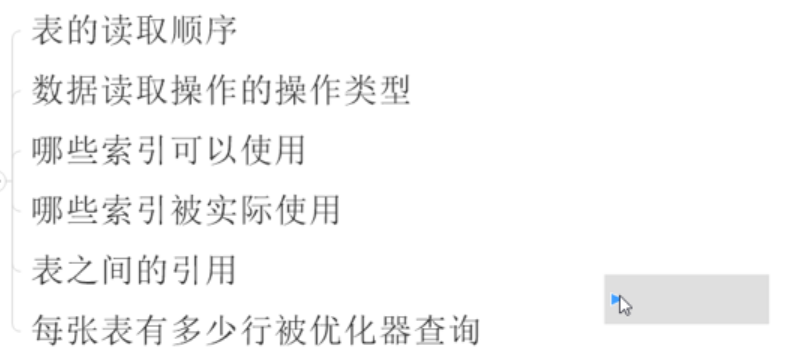 表的读取顺序
数据读取操作的操作类型
哪些索引可以使用
哪些索引被实际使用
表之间的引用
每张表有多少行被优化器查询